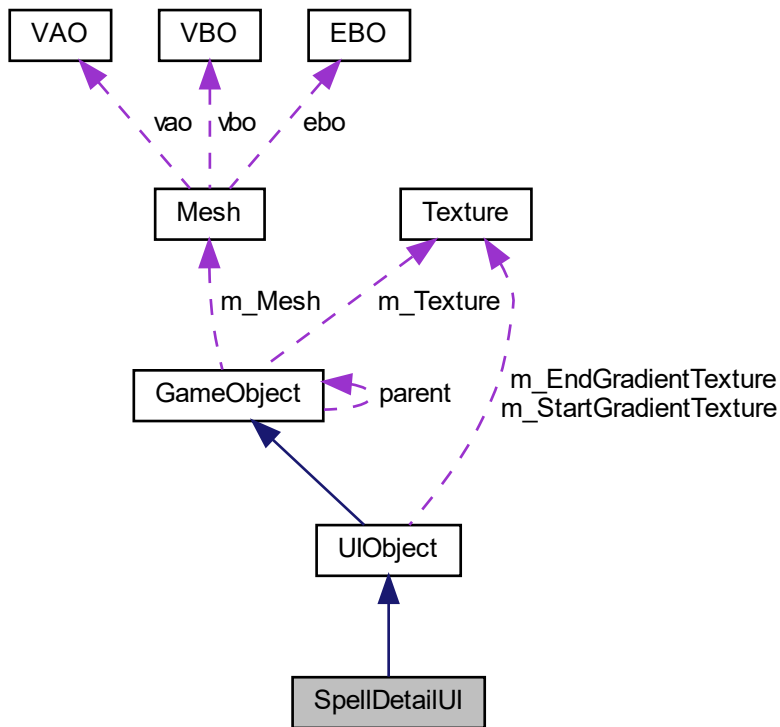 VAO
VBO
EBO
vao
vbo
ebo
Mesh
Texture
m_Mesh
m_Texture
GameObject
parent
m_EndGradientTexture
m_StartGradientTexture
UIObject
SpellDetailUI